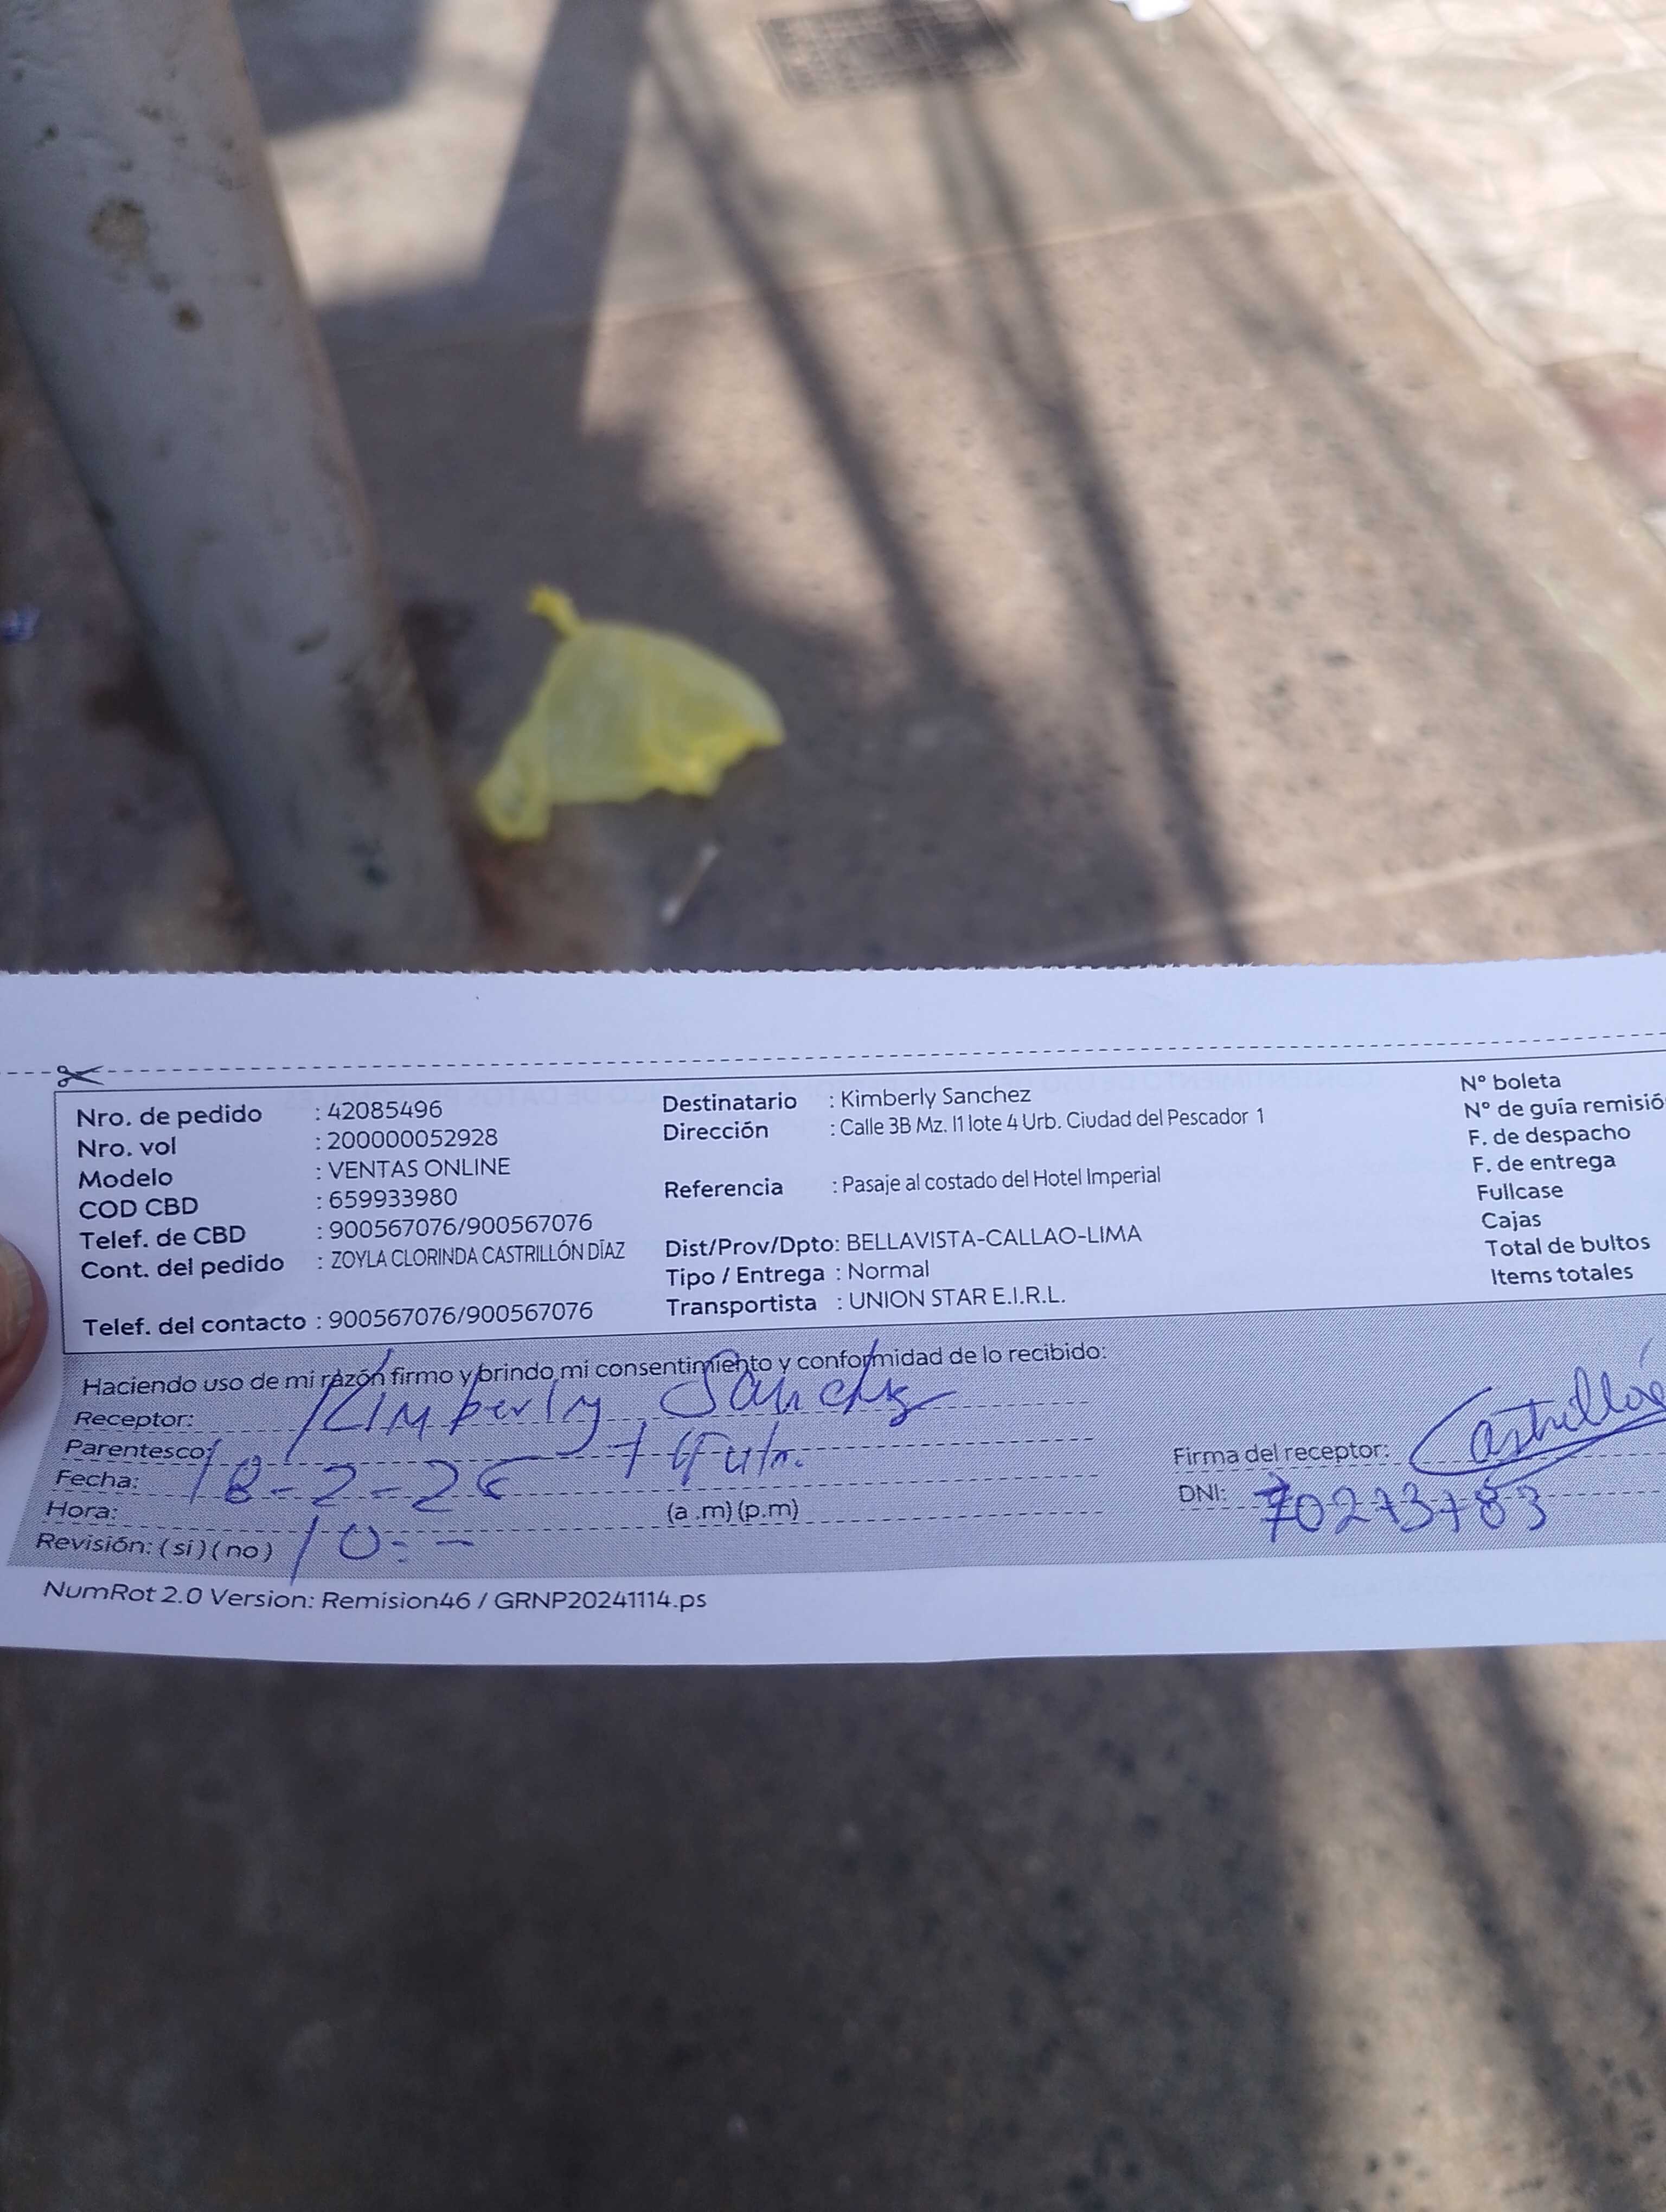 Nro. de pedido : 42085496
Nro. vol : 200000052928
Modelo : VENTAS ONLINE
COD CBD : 659933980
Telef. de CBD : 900567076/900567076
Cont. del pedido : ZOYLA CLORINDA CASTRILLÓN DÍAZ
Telef. del contacto : 900567076/900567076
Destinatario : Kimberly Sanchez
Dirección : Calle 3B Mz. I1 lote 4 Urb. Ciudad del Pescador 1
Referencia : Pasaje al costado del Hotel Imperial
Dist/Prov/Dpto: BELLAVISTA-CALLAO-LIMA
Tipo / Entrega : Normal
Transportista : UNION STAR E.I.R.L.
N° boleta
N° de guía remisió
F. de despacho
F. de entrega
Fullcase
Cajas
Total de bultos
Items totales
Haciendo uso de mi razón firmo y brindo mi consentimiento y conformidad de lo recibido:
Receptor: Kimberly Sanchez
Parentesco:
Fecha: 18-2-26
Hora: (a .m) (p.m)
Revisión: ( si ) ( no ) 10: -
Firma del receptor: Castrillón
DNI: 70273783
NumRot 2.0 Version: Remision46 / GRNP20241114.ps